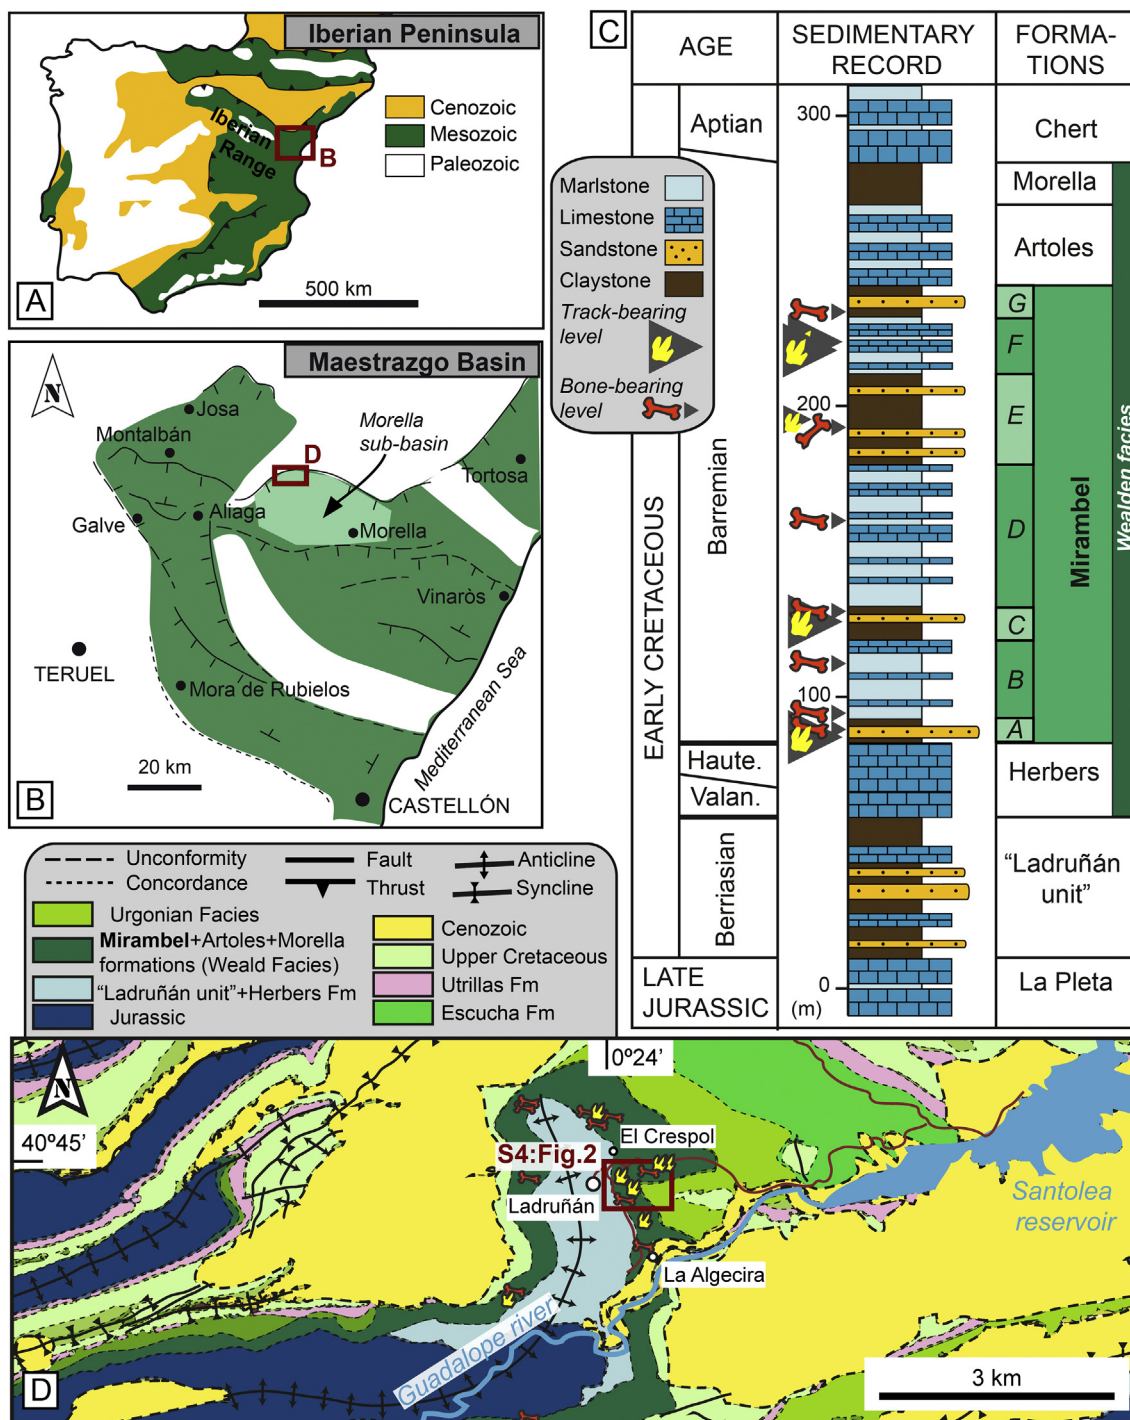 Iberian Peninsula
Iberian
Range
B
Cenozoic
Mesozoic
Paleozoic
500 km
A
N
Maestrazgo Basin
Josa
Montalbán
Morella
sub-basin
D
Tortosa
Galve
Aliaga
Morella
Vinaròs
TERUEL
Mora de Rubielos
Mediterranean Sea
20 km
B
CASTELLÓN
C
AGE
SEDIMENTARY
RECORD
FORMA-
TIONS
Marlstone
Limestone
Sandstone
Claystone
Track-bearing
level
Bone-bearing
level
EARLY CRETACEOUS
Aptian
Barremian
Haute.
Valan.
Berriasian
LATE
JURASSIC
300
200
100
0
(m)
Chert
Morella
Artoles
G
F
E
D
C
B
A
Mirambel
Wealden facies
Herbers
“Ladruñán
unit”
La Pleta
Unconformity
Concordance
Fault
Thrust
Anticline
Syncline
Urgonian Facies
Mirambel+Artoles+Morella
formations (Weald Facies)
“Ladruñán unit”+Herbers Fm
Jurassic
Cenozoic
Upper Cretaceous
Utrillas Fm
Escucha Fm
N
40º45’
0º24’
El Crespol
S4:Fig.2
Ladruñán
La Algecira
Santolea
reservoir
Guadalope river
D
3 km